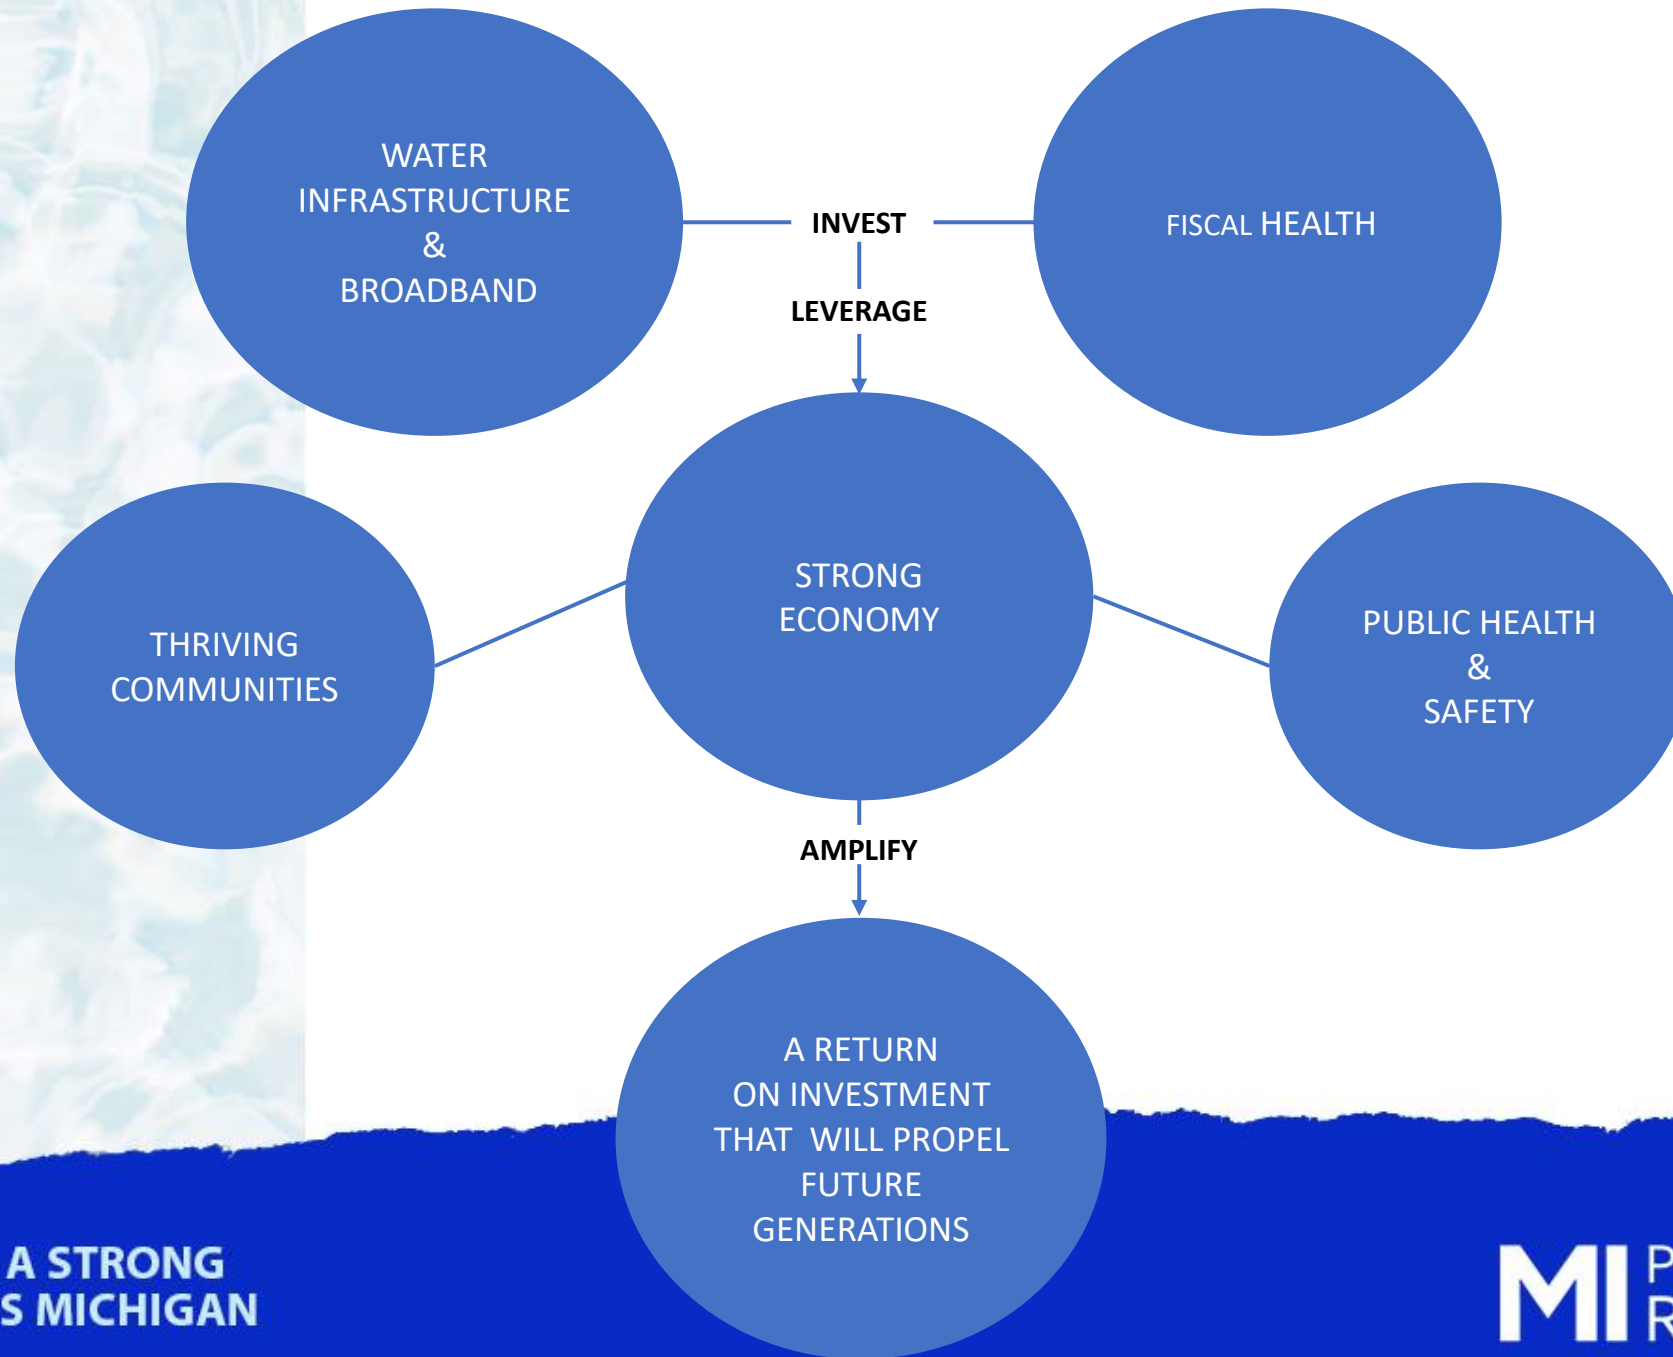 WATER
INFRASTRUCTURE
&
BROADBAND
INVEST
FISCAL HEALTH
LEVERAGE
STRONG
ECONOMY
THRIVING
COMMUNITIES
PUBLIC HEALTH
&
SAFETY
AMPLIFY
A RETURN
ON INVESTMENT
THAT WILL PROPEL
FUTURE
GENERATIONS
A STRONG
S MICHIGAN
MI
P
R